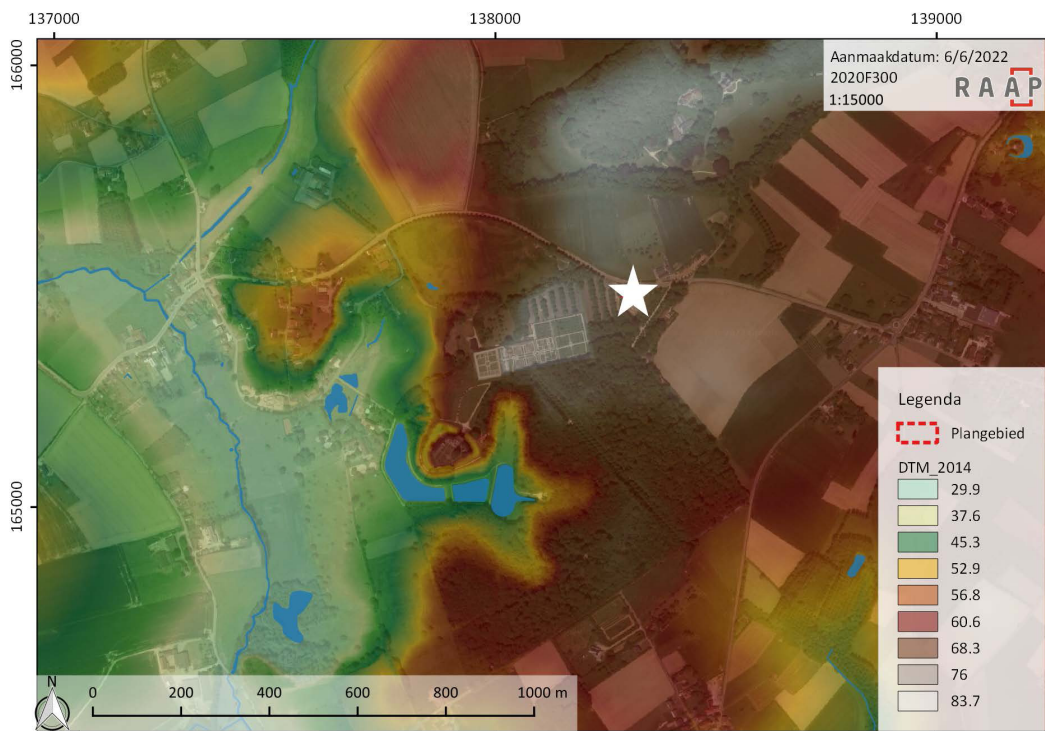 137000
138000
139000
166000
165000
Aanmaakdatum: 6/6/2022
2020F300
1:15000
RAAP
Legenda
Plangebied
DTM_2014
29.9
37.6
45.3
52.9
56.8
60.6
68.3
76
83.7
N
0 200 400 600 800 1000 m